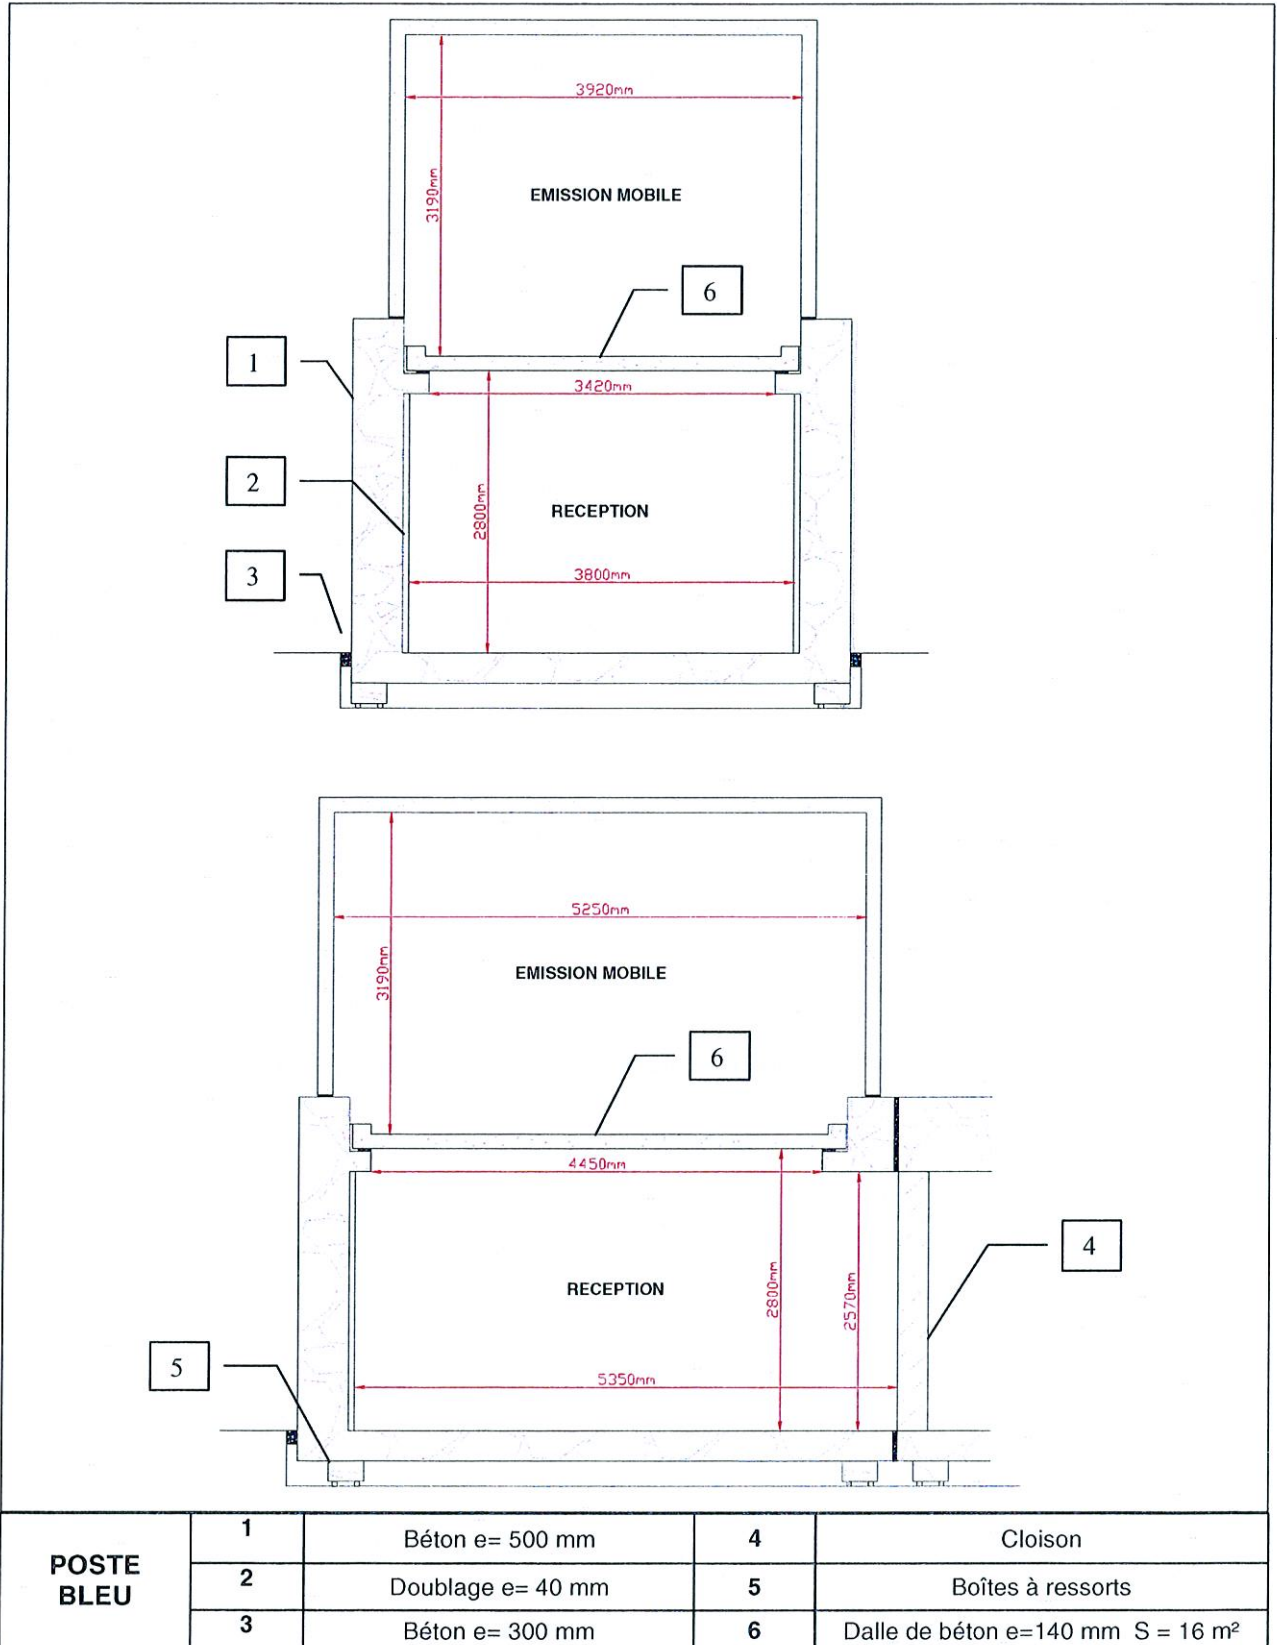 3920mm
3190mm
EMISSION MOBILE
6
1
3420mm
2
2800mm
RECEPTION
3
3800mm
5250mm
3190mm
EMISSION MOBILE
6
4450mm
4
RECEPTION
2800mm
2570mm
5
5350mm
POSTE
BLEU
1 Béton e= 500 mm 4 Cloison
2 Doublage e= 40 mm 5 Boîtes à ressorts
3 Béton e= 300 mm 6 Dalle de béton e=140 mm S = 16 m²